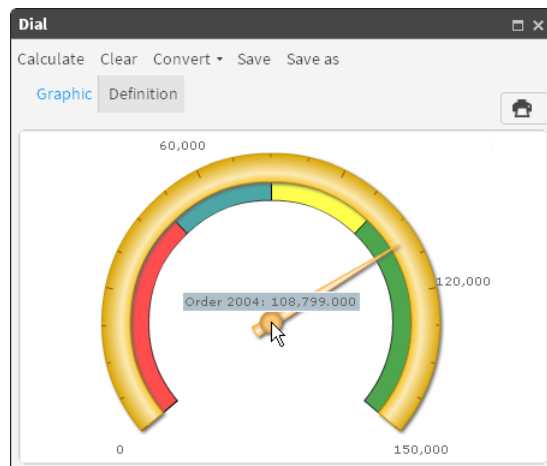 Dial
Calculate Clear Convert Save Save as
Graphic Definition
60,000
Order 2004: 108,799.000
120,000
0 150,000